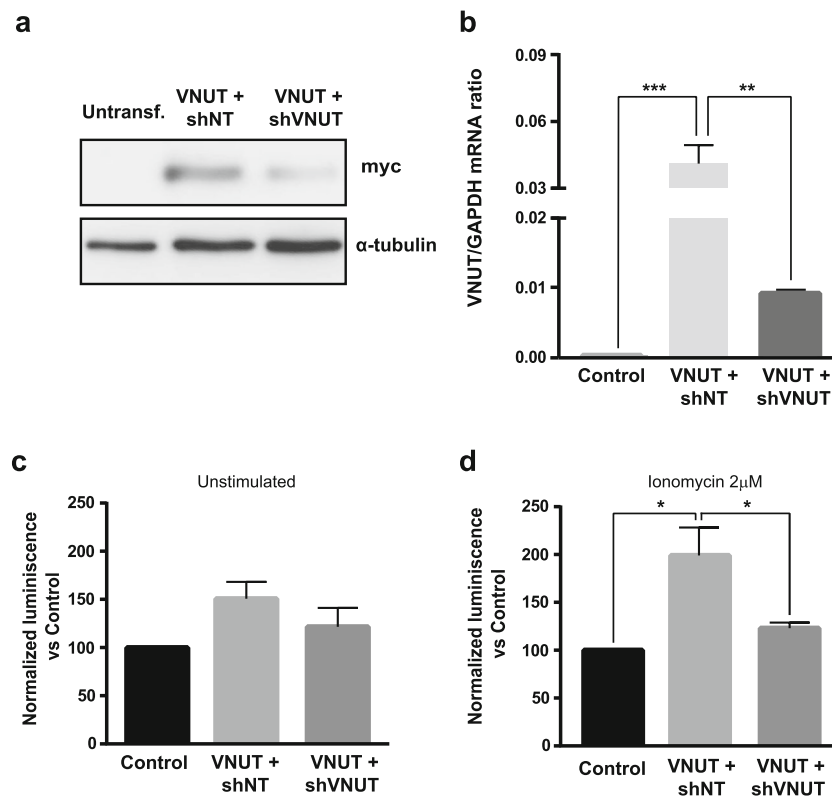 a
Untransf.
VNUT +
shNT
VNUT +
shVNUT
myc
α-tubulin
b
VNUT/GAPDH mRNA ratio
0.09
0.06
0.03
0.02
0.01
0.00
***
**
Control
VNUT +
shNT
VNUT +
shVNUT
c
Unstimulated
Normalized luminiscence
vs Control
250
200
150
100
50
0
Control
VNUT +
shNT
VNUT +
shVNUT
d
Ionomycin 2μM
Normalized luminiscence
vs Control
250
200
150
100
50
0
*
*
Control
VNUT +
shNT
VNUT +
shVNUT